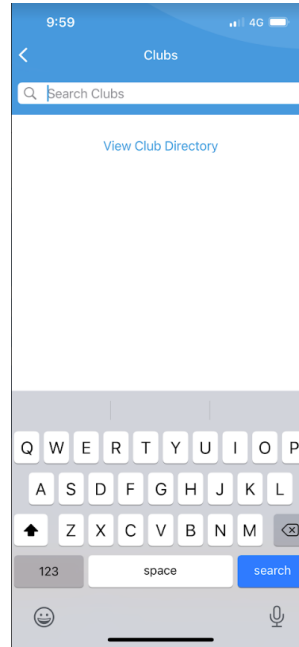 9:59 4G
Clubs
Search Clubs
View Club Directory
Q W E R T Y U I O P
A S D F G H J K L
Z X C V B N M
123 space search